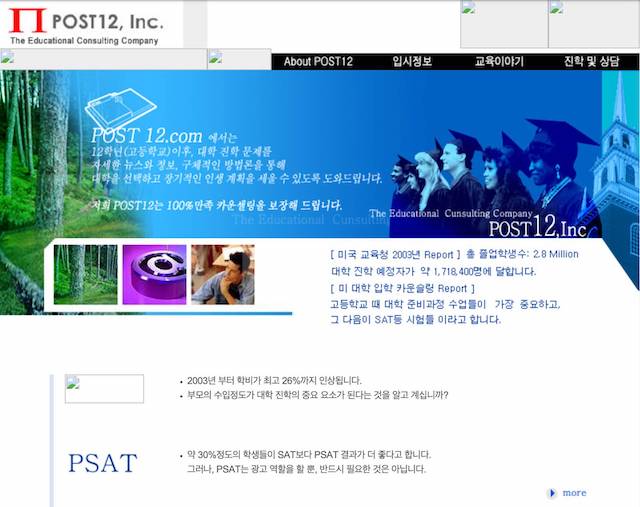 POST12, Inc.
The Educational Consulting Company
About POST12 입시정보 교육이야기 진학 및 상담
POST 12.com 에서는
12학년(고등학교)이후, 대학 진학 문제를
자세한 뉴스와 정보, 구체적인 방법론을 통해
대학을 선택하고 장기적인 인생 계획을 세울 수 있도록 도와드립니다.
저희 POST12는 100%만족 카운셀링을 보장해 드립니다.
The Educational Cunsulting Company
The Educational Cunsulting Company
POST12,Inc
[ 미국 교육청 2003년 Report ] 총 졸업학생수: 2.8 Million
대학 진학 예정자가 약 1,718,400명에 달합니다.
[ 미 대학 입학 카운슬링 Report ]
고등학교 때 대학 준비과정 수업들이 가장 중요하고,
그 다음이 SAT등 시험들 이라고 합니다.
• 2003년 부터 학비가 최고 26%까지 인상됩니다.
• 부모의 수입정도가 대학 진학의 중요 요소가 된다는 것을 알고 계십니까?
PSAT
• 약 30%정도의 학생들이 SAT보다 PSAT 결과가 더 좋다고 합니다.
그러나, PSAT는 광고 역할을 할 뿐, 반드시 필요한 것은 아닙니다.
more